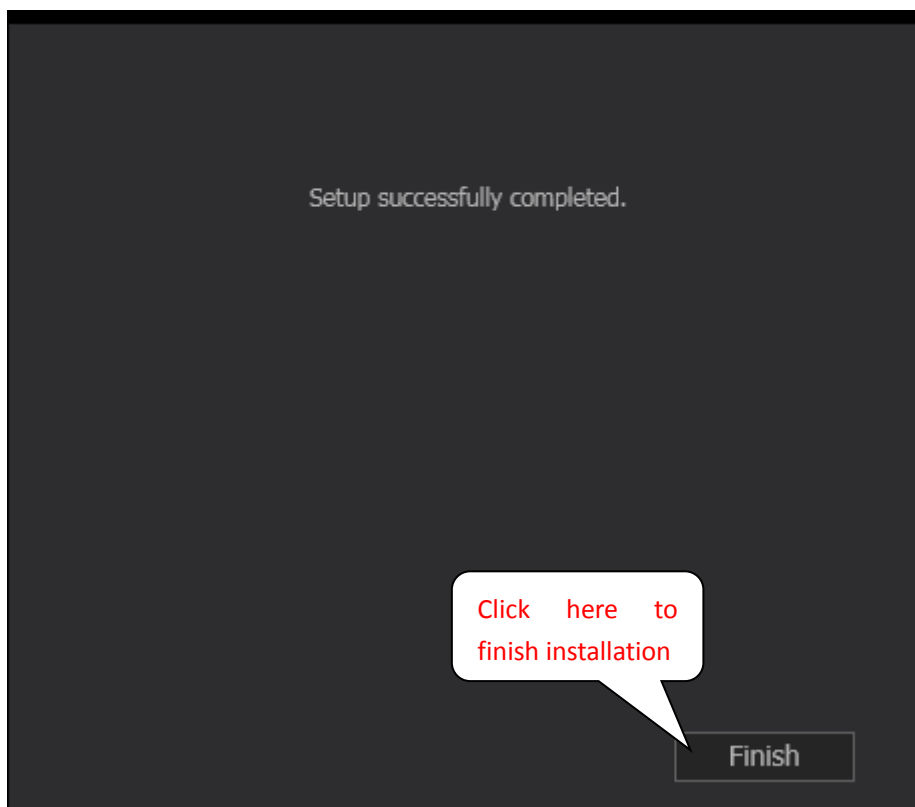 Setup successfully completed.
Click here to
finish installation
Finish